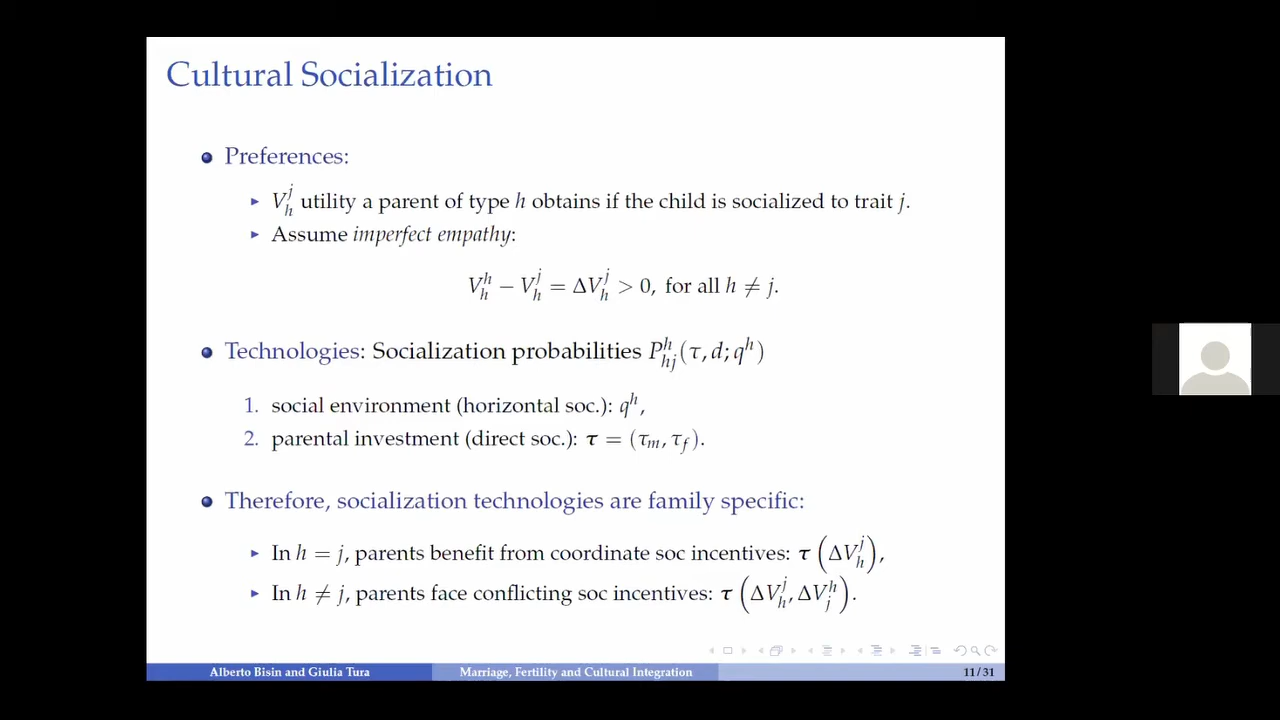 Cultural Socialization
Preferences:
V_h^j utility a parent of type h obtains if the child is socialized to trait j.
Assume imperfect empathy:
V_h^h − V_h^j = ΔV_h^j > 0, for all h ≠ j.
Technologies: Socialization probabilities P_{hj}^h(τ, d; q^h)
1. social environment (horizontal soc.): q^h,
2. parental investment (direct soc.): τ = (τ_m, τ_f).
Therefore, socialization technologies are family specific:
In h = j, parents benefit from coordinate soc incentives: τ (ΔV_h^j),
In h ≠ j, parents face conflicting soc incentives: τ (ΔV_h^j, ΔV_j^h).
Alberto Bisin and Giulia Tura Marriage, Fertility and Cultural Integration 11/31